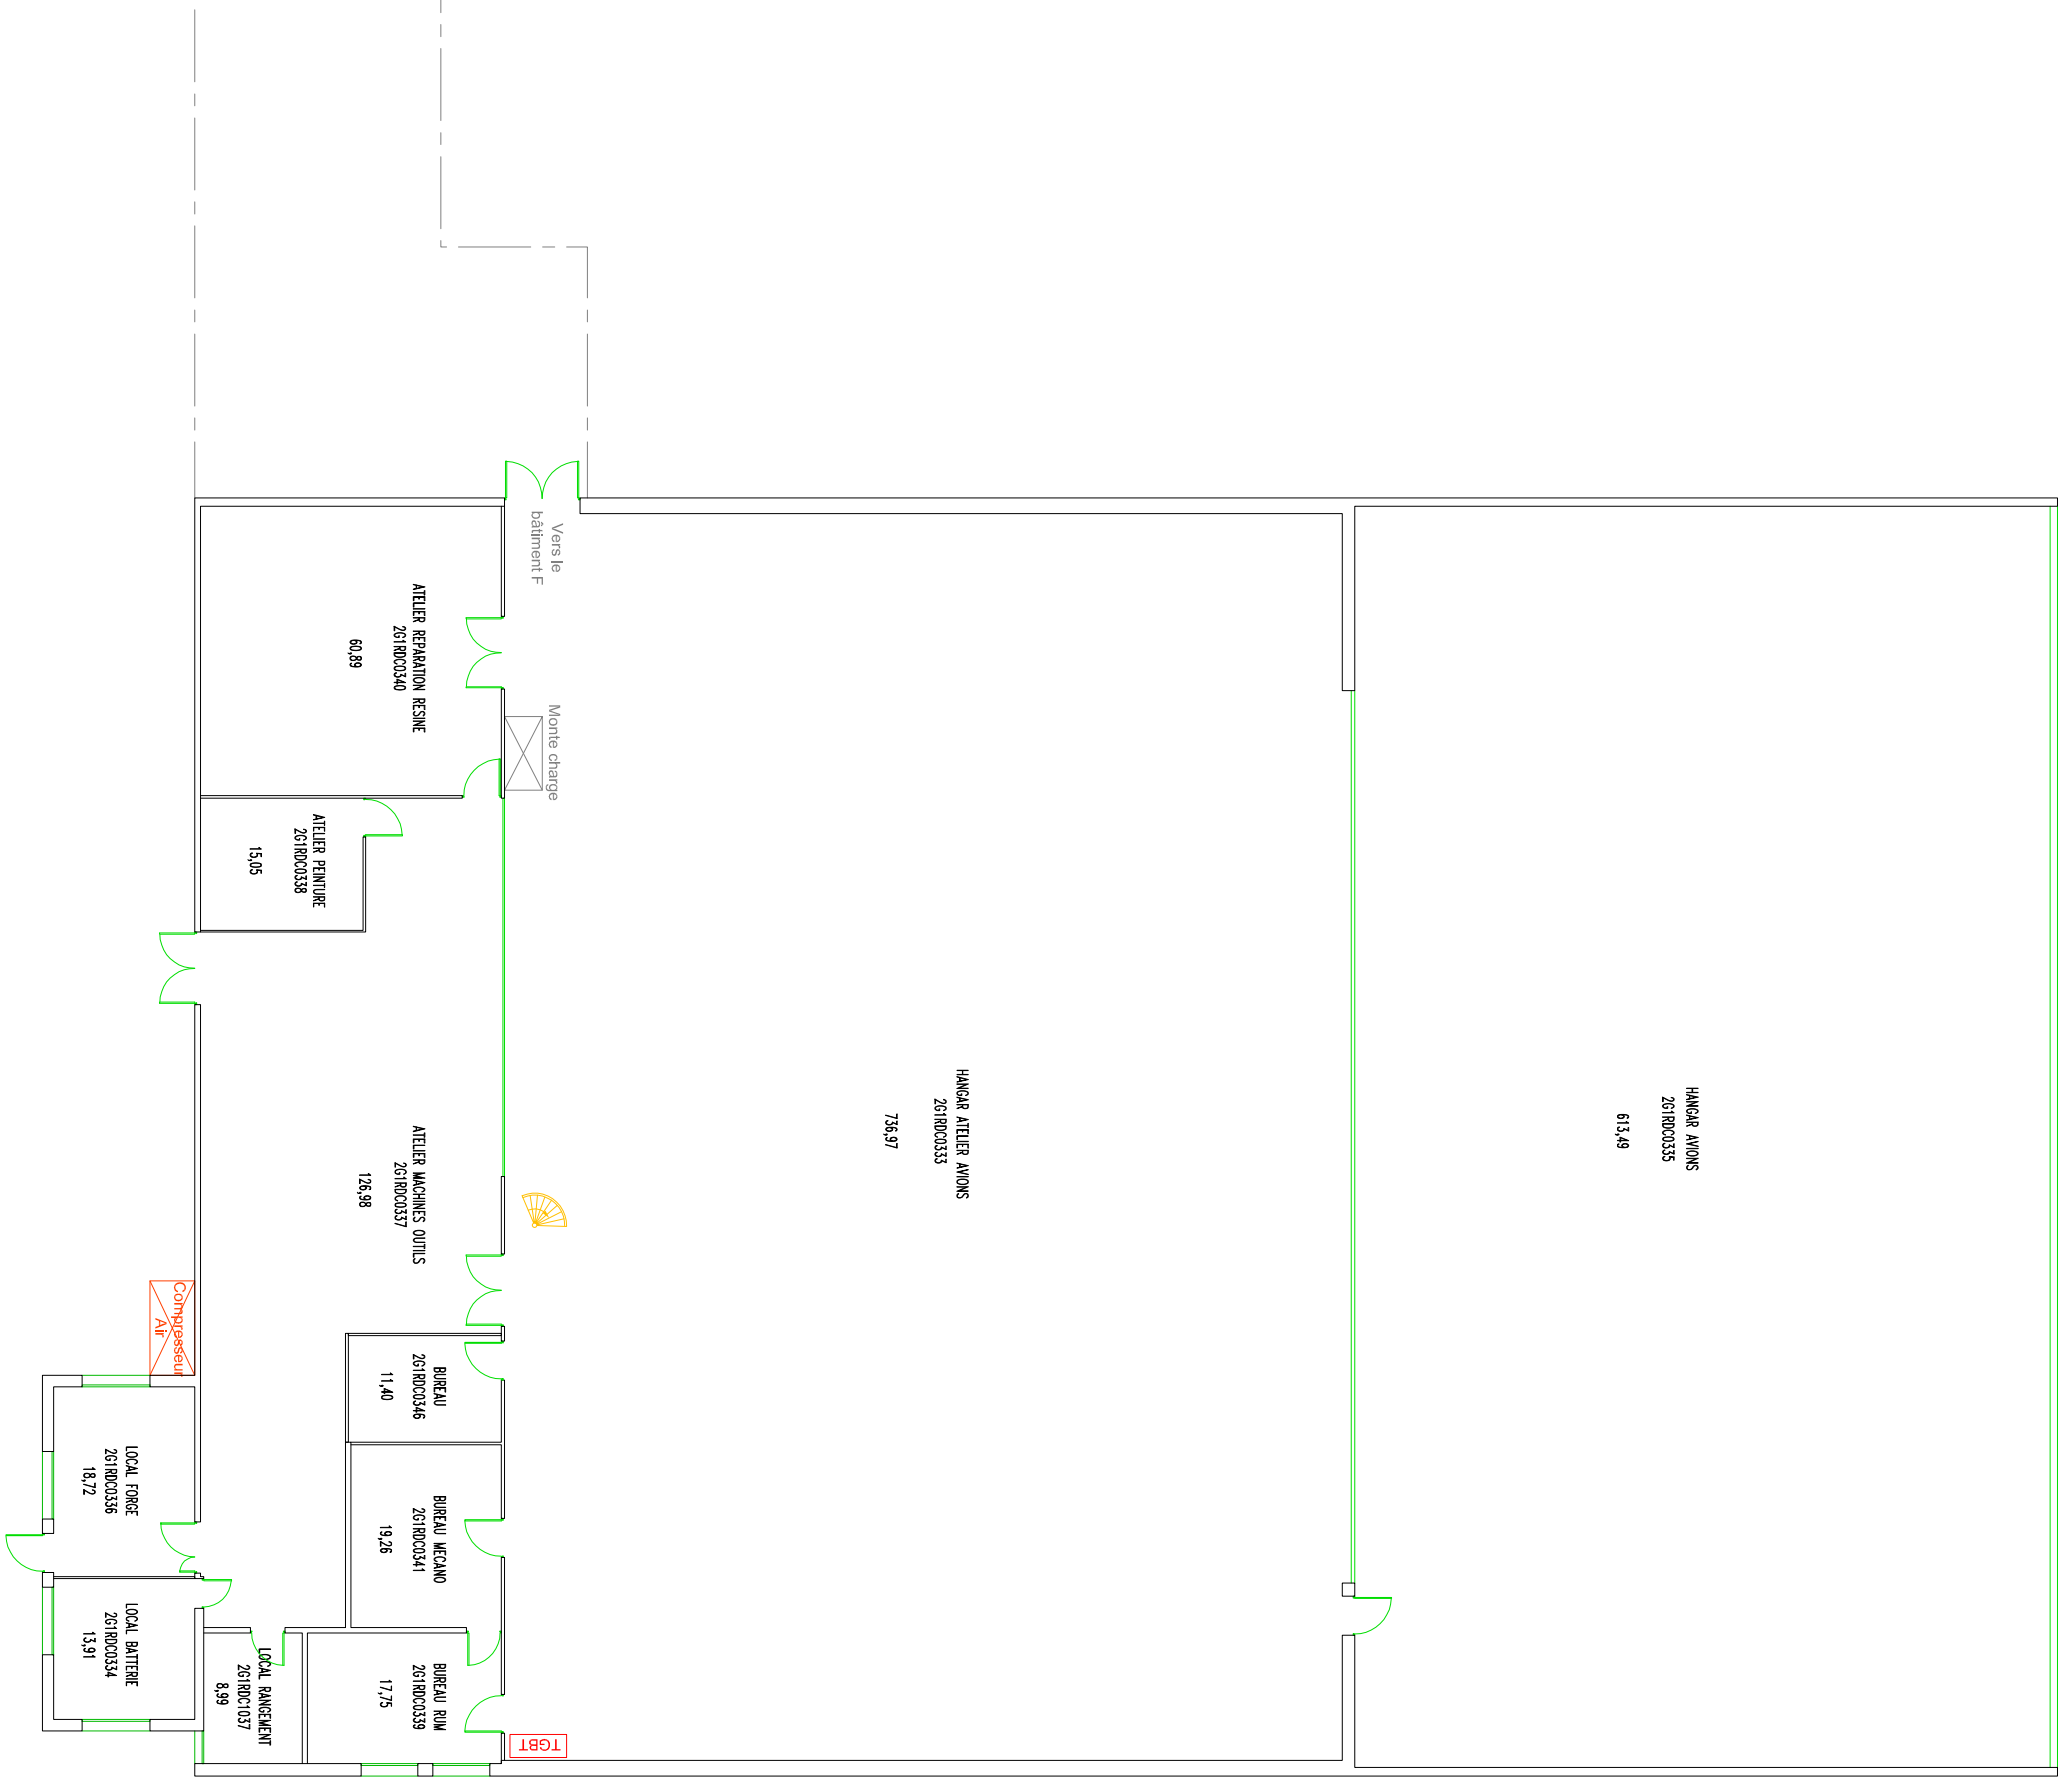 Vers le
bâtiment F
ATELIER REPARATION RESINE
2G1RDC0340
60,89
Monte charge
ATELIER PEINTURE
2G1RDC0338
15,05
HANGAR AVIONS
2G1RDC0335
613,49
HANGAR ATELIER AVIONS
2G1RDC0333
736,97
ATELIER MACHINES OUTILS
2G1RDC0337
126,98
Compresseur
Air
BUREAU
2G1RDC0346
11,40
LOCAL FORGE
2G1RDC0336
18,72
BUREAU MECANO
2G1RDC0341
19,26
LOCAL BATTERIE
2G1RDC0334
13,91
LOCAL RANGEMENT
2G1RDC1037
8,99
BUREAU RUM
2G1RDC0339
17,75
TGBT